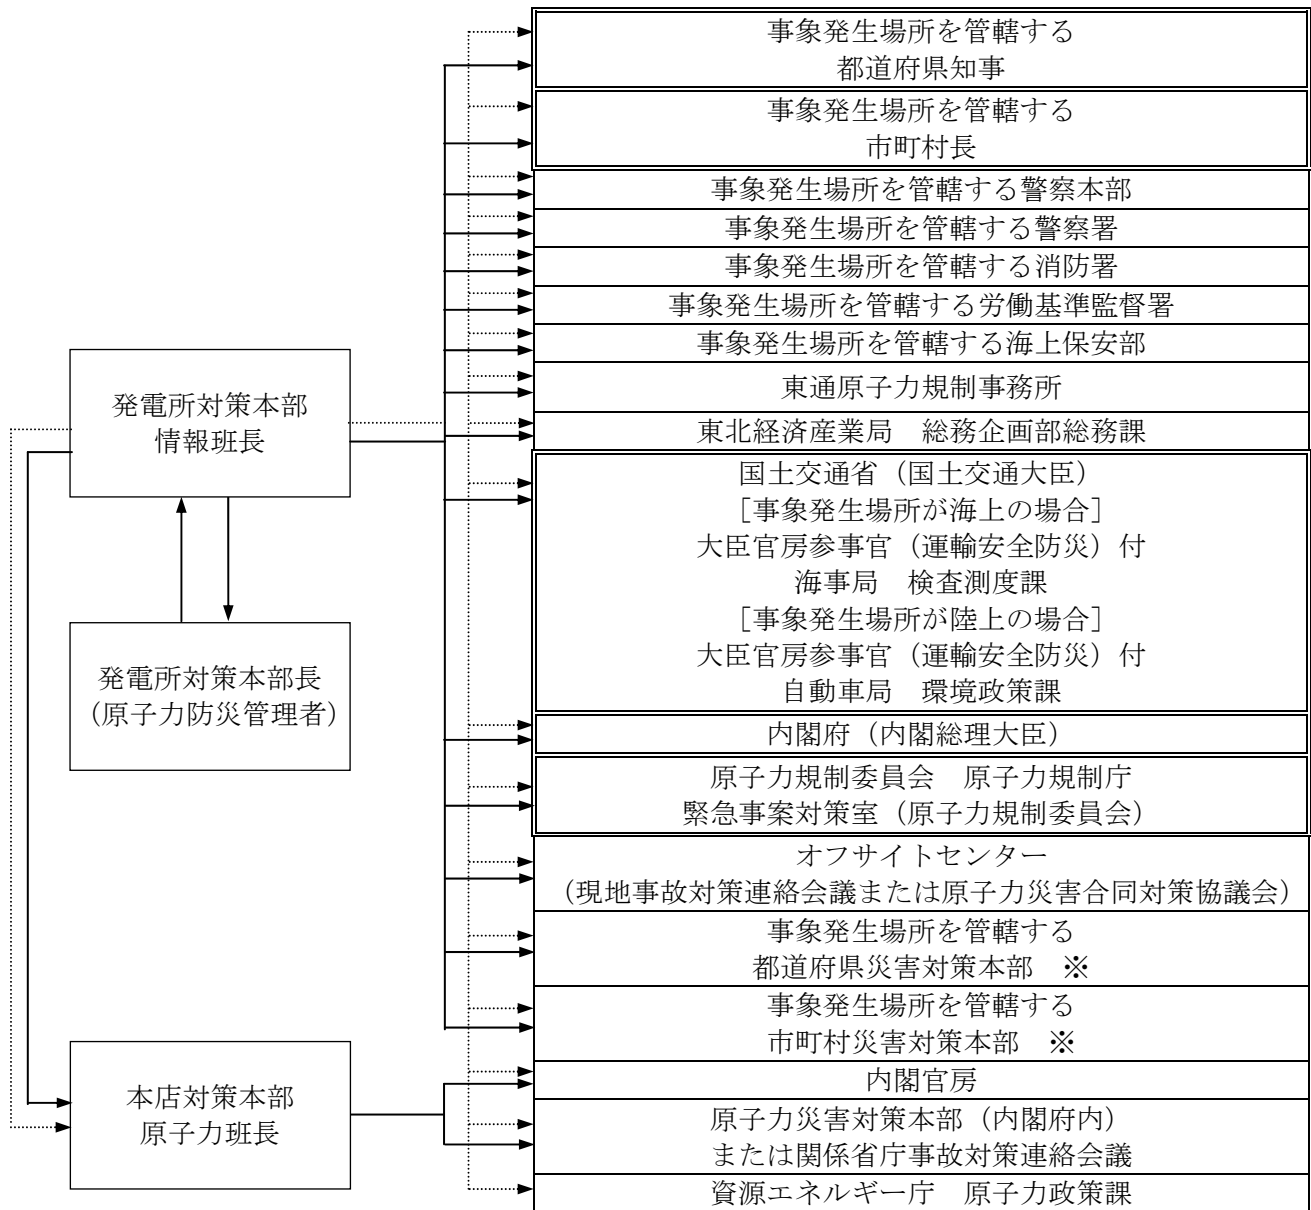 事象発生場所を管轄する
都道府県知事
事象発生場所を管轄する
市町村長
事象発生場所を管轄する警察本部
事象発生場所を管轄する警察署
事象発生場所を管轄する消防署
事象発生場所を管轄する労働基準監督署
事象発生場所を管轄する海上保安部
東通原子力規制事務所
東北経済産業局　総務企画部総務課
国土交通省（国土交通大臣）
［事象発生場所が海上の場合］
大臣官房参事官（運輸安全防災）付
海事局　検査測度課
［事象発生場所が陸上の場合］
大臣官房参事官（運輸安全防災）付
自動車局　環境政策課
内閣府（内閣総理大臣）
原子力規制委員会　原子力規制庁
緊急事案対策室（原子力規制委員会）
オフサイトセンター
（現地事故対策連絡会議または原子力災害合同対策協議会）
事象発生場所を管轄する
都道府県災害対策本部　※
事象発生場所を管轄する
市町村災害対策本部　※
内閣官房
原子力災害対策本部（内閣府内）
または関係省庁事故対策連絡会議
資源エネルギー庁　原子力政策課
発電所対策本部
情報班長
発電所対策本部長
（原子力防災管理者）
本店対策本部
原子力班長